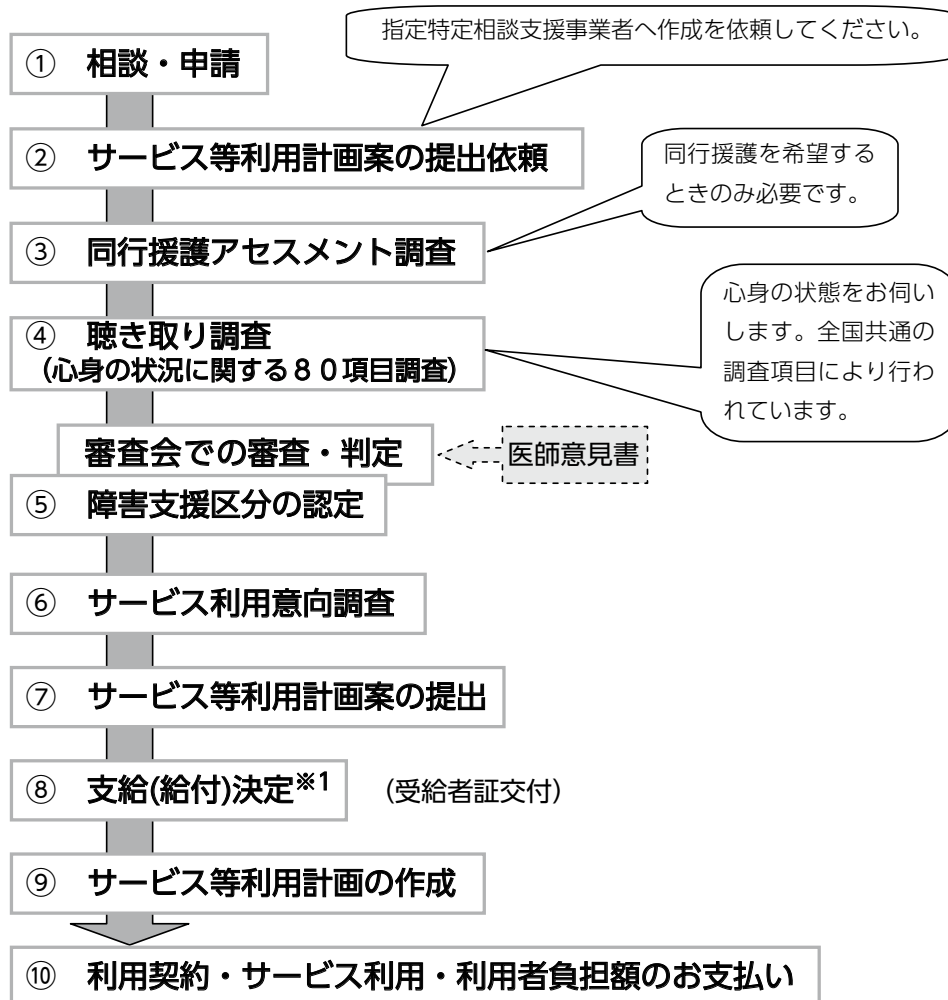 指定特定相談支援事業者へ作成を依頼してください。
① 相談・申請
② サービス等利用計画案の提出依頼
同行援護を希望する
ときのみ必要です。
③ 同行援護アセスメント調査
心身の状態をお伺い
します。全国共通の
調査項目により行わ
れています。
④ 聴き取り調査
(心身の状況に関する80項目調査)
審査会での審査・判定
医師意見書
⑤ 障害支援区分の認定
⑥ サービス利用意向調査
⑦ サービス等利用計画案の提出
⑧ 支給(給付)決定※1 (受給者証交付)
⑨ サービス等利用計画の作成
⑩ 利用契約・サービス利用・利用者負担額のお支払い